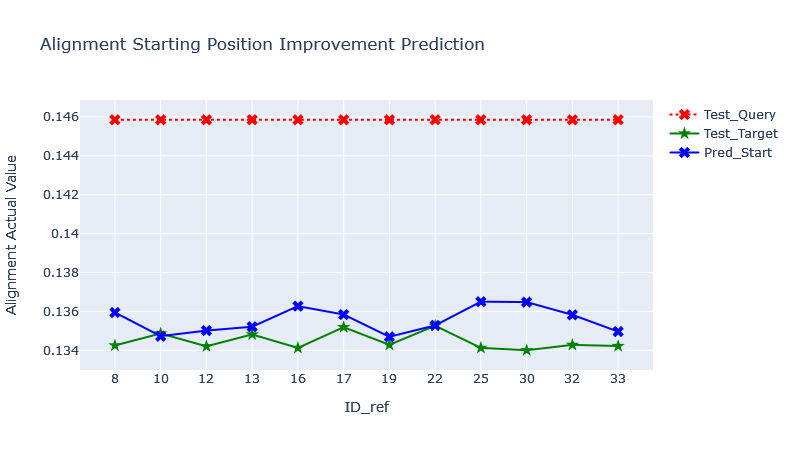 Alignment Starting Position Improvement Prediction
Test_Query
Test_Target
Pred_Start
Alignment Actual Value
0.146
0.144
0.142
0.14
0.138
0.136
0.134
8 10 12 13 16 17 19 22 25 30 32 33
ID_ref